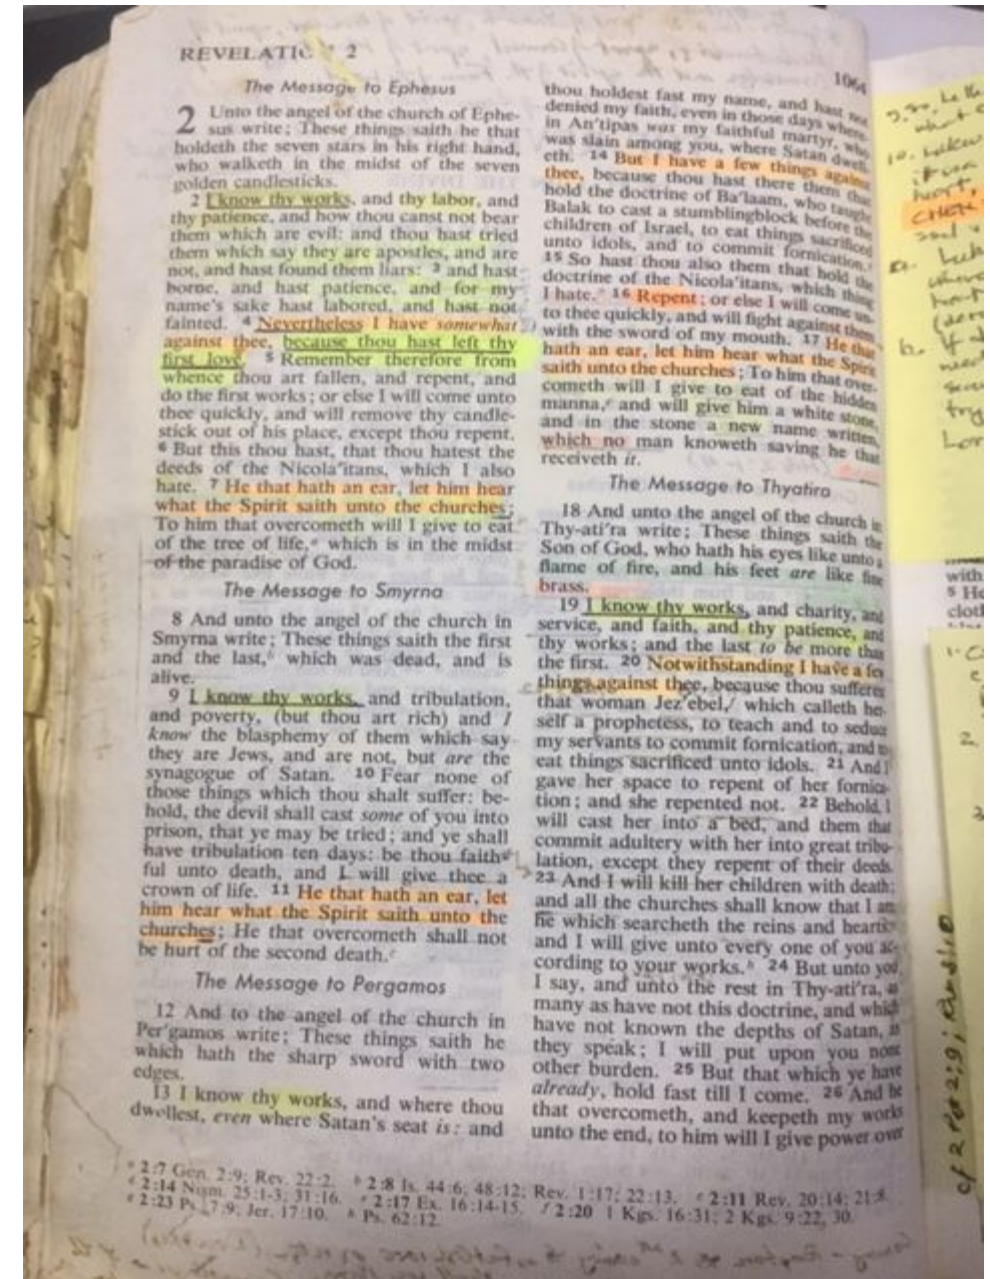 REVELATIO 2
1064
The Message to Ephesus
2 Unto the angel of the church of Ephe-
sus write; These things saith he that
holdeth the seven stars in his right hand,
who walketh in the midst of the seven
golden candlesticks.
2 I know thy works, and thy labor, and
thy patience, and how thou canst not bear
them which are evil: and thou hast tried
them which say they are apostles, and are
not, and hast found them liars: 3 and hast
borne, and hast patience, and for my
name's sake hast labored, and hast not
fainted. 4 Nevertheless I have somewhat
against thee, because thou hast left thy
first love. 5 Remember therefore from
whence thou art fallen, and repent, and
do the first works; or else I will come unto
thee quickly, and will remove thy candle-
stick out of his place, except thou repent.
6 But this thou hast, that thou hatest the
deeds of the Nicola'itans, which I also
hate. 7 He that hath an ear, let him hear
what the Spirit saith unto the churches;
To him that overcometh will I give to eat
of the tree of life,a which is in the midst
of the paradise of God.
The Message to Smyrna
8 And unto the angel of the church in
Smyrna write; These things saith the first
and the last,b which was dead, and is
alive.
9 I know thy works, and tribulation,
and poverty, (but thou art rich) and I
know the blasphemy of them which say
they are Jews, and are not, but are the
synagogue of Satan. 10 Fear none of
those things which thou shalt suffer: be-
hold, the devil shall cast some of you into
prison, that ye may be tried; and ye shall
have tribulation ten days: be thou faith-
ful unto death, and I will give thee a
crown of life. 11 He that hath an ear, let
him hear what the Spirit saith unto the
churches; He that overcometh shall not
be hurt of the second death.c
The Message to Pergamos
12 And to the angel of the church in
Per'gamos write; These things saith he
which hath the sharp sword with two
edges.
13 I know thy works, and where thou
dwellest, even where Satan's seat is: and
thou holdest fast my name, and hast not
denied my faith, even in those days where-
in An'tipas was my faithful martyr, who
was slain among you, where Satan dwell-
eth. 14 But I have a few things against
thee, because thou hast there them that
hold the doctrine of Ba'laam, who taught
Balak to cast a stumblingblock before the
children of Israel, to eat things sacrificed
unto idols, and to commit fornication.d
15 So hast thou also them that hold the
doctrine of the Nicola'itans, which thing
I hate. 16 Repent; or else I will come un-
to thee quickly, and will fight against them
with the sword of my mouth. 17 He that
hath an ear, let him hear what the Spirit
saith unto the churches; To him that over-
cometh will I give to eat of the hidden
manna,e and will give him a white stone,
and in the stone a new name written,
which no man knoweth saving he that
receiveth it.
The Message to Thyatira
18 And unto the angel of the church in
Thy-ati'ra write; These things saith the
Son of God, who hath his eyes like unto a
flame of fire, and his feet are like fine
brass.
19 I know thy works, and charity, and
service, and faith, and thy patience, and
thy works; and the last to be more than
the first. 20 Notwithstanding I have a few
things against thee, because thou sufferest
that woman Jez'ebel,f which calleth her-
self a prophetess, to teach and to seduce
my servants to commit fornication, and to
eat things sacrificed unto idols. 21 And I
gave her space to repent of her fornica-
tion; and she repented not. 22 Behold, I
will cast her into a bed, and them that
commit adultery with her into great tribu-
lation, except they repent of their deeds.
23 And I will kill her children with death;
and all the churches shall know that I am
he which searcheth the reins and hearts:
and I will give unto every one of you ac-
cording to your works.h 24 But unto you
I say, and unto the rest in Thy-ati'ra, as
many as have not this doctrine, and which
have not known the depths of Satan, as
they speak; I will put upon you none
other burden. 25 But that which ye have
already, hold fast till I come. 26 And he
that overcometh, and keepeth my works
unto the end, to him will I give power over
a 2:7 Gen. 2:9; Rev. 22:2. b 2:8 Is. 44:6; 48:12; Rev. 1:17; 22:13. c 2:11 Rev. 20:14; 21:8.
d 2:14 Num. 25:1-3; 31:16. e 2:17 Ex. 16:14-15. f 2:20 1 Kgs. 16:31; 2 Kgs. 9:22, 30.
g 2:23 Ps. 7:9; Jer. 17:10. h Ps. 62:12.
10.
a.
b. If
try
Lor
with
5 He
cloth
1.
2.
3